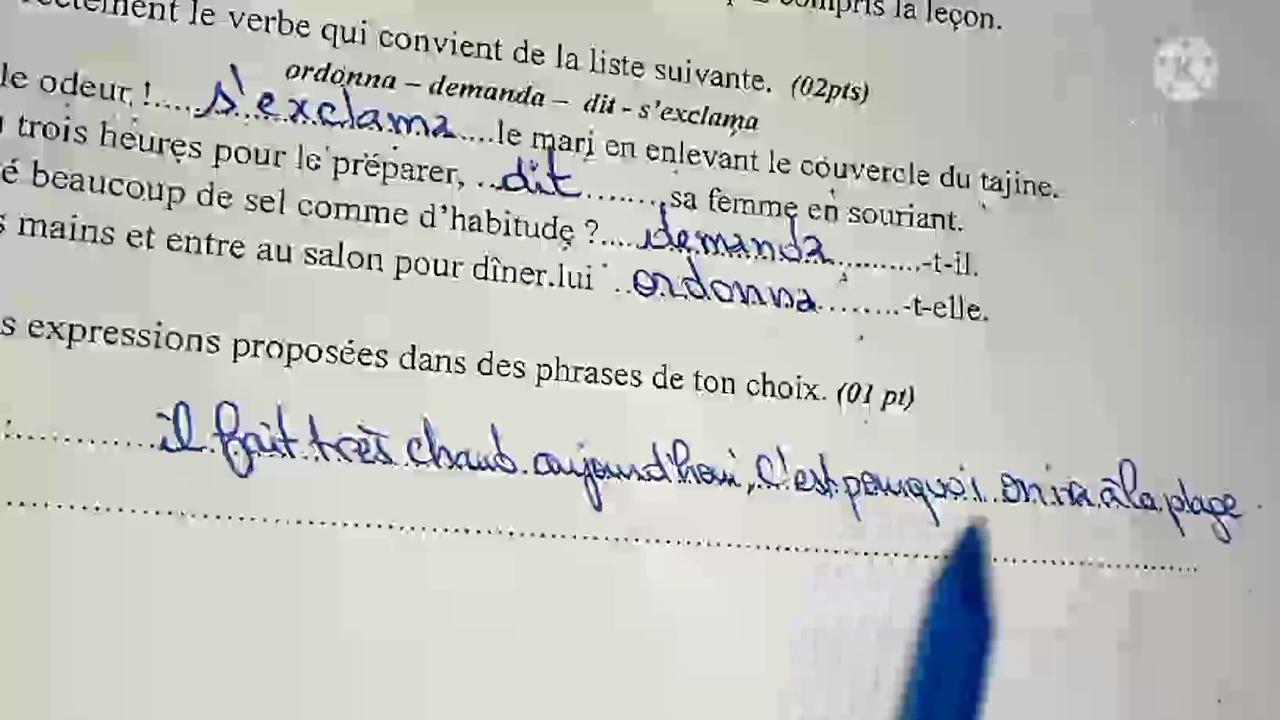 le verbe qui convient de la liste suivante. (02pts)
compris la leçon.
ordonna – demanda – dit - s'exclama
le odeur !.....s'exclama....le mari en enlevant le couvercle du tajine.
trois heures pour le préparer, ..dit........,sa femme en souriant.
é beaucoup de sel comme d'habitude ?....demanda..........-t-il.
s mains et entre au salon pour dîner.lui ..ordonna........-t-elle.
s expressions proposées dans des phrases de ton choix. (01 pt)
:..............il fait très chaud aujourd'hui, c'est pourquoi on ira à la plage.
K